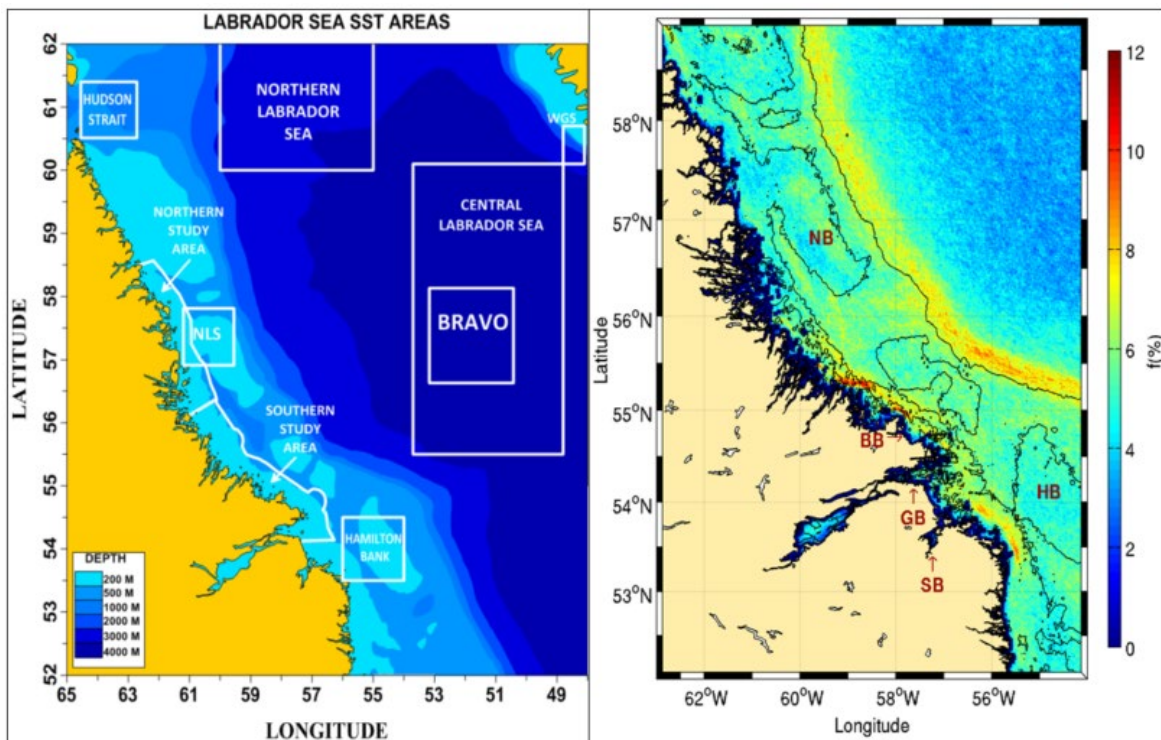 LABRADOR SEA SST AREAS
62
61
60
59
58
57
56
55
54
53
52
LATITUDE
HUDSON
STRAIT
NORTHERN
LABRADOR
SEA
WGS
CENTRAL
LABRADOR SEA
NORTHERN
STUDY
AREA
NLS
BRAVO
SOUTHERN
STUDY
AREA
HAMILTON
BANK
DEPTH
200 M
500 M
1000 M
2000 M
3000 M
4000 M
65 63 61 59 57 55 53 51 49
LONGITUDE
58°N
57°N
56°N
55°N
54°N
53°N
Latitude
NB
BB
GB
SB
HB
62°W 60°W 58°W 56°W
Longitude
12
10
8
6
4
2
0
f(%)